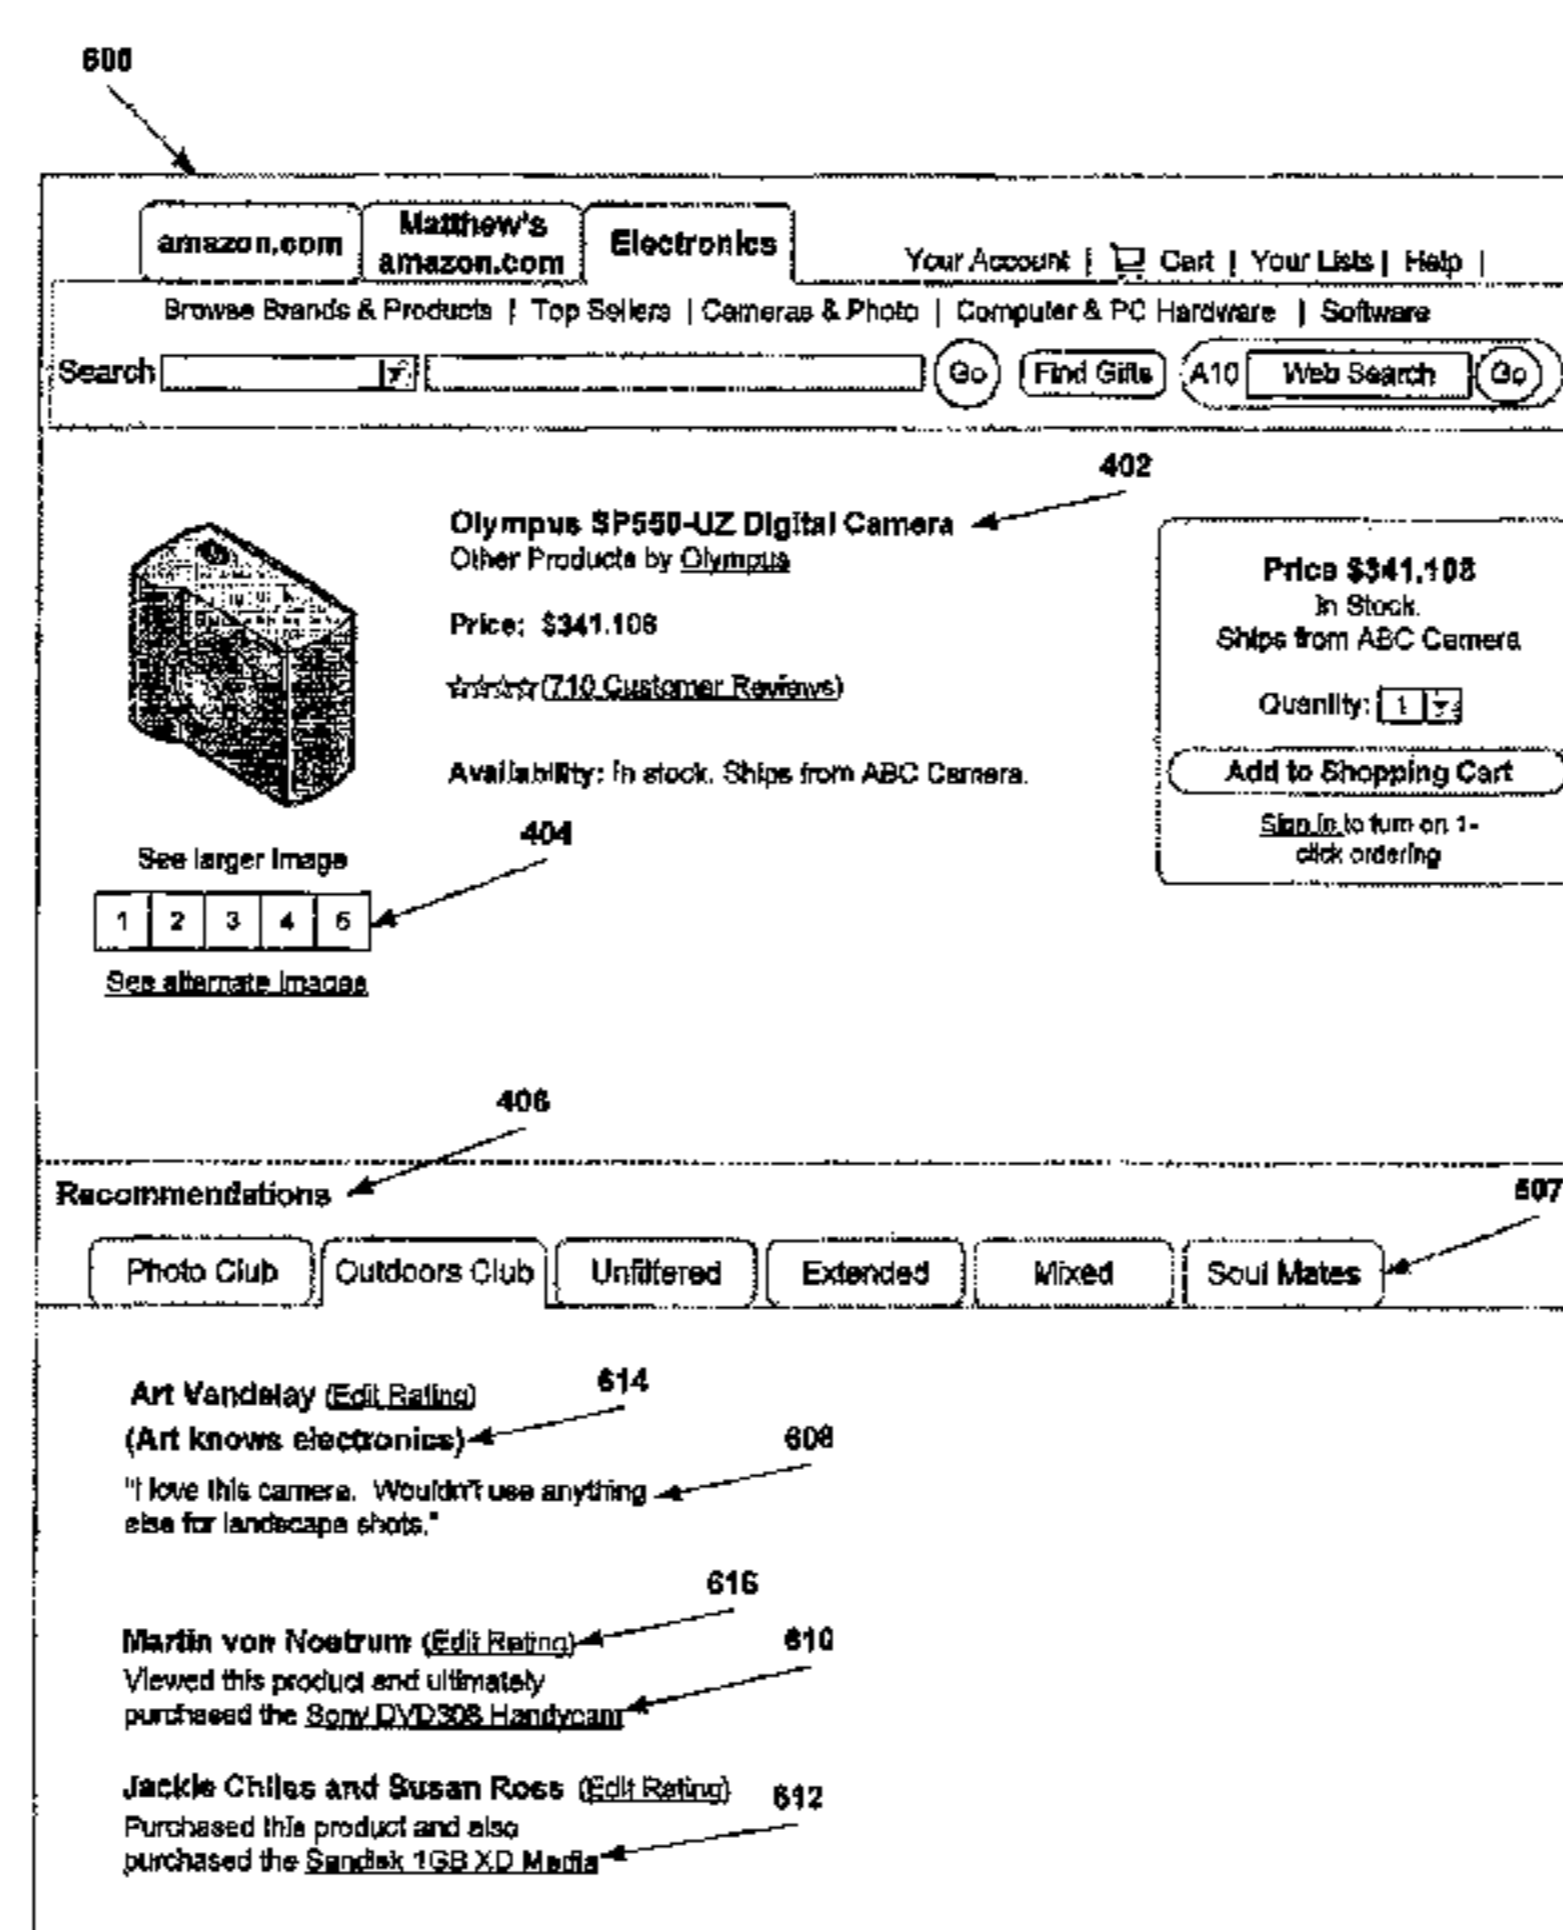 600
amazon.com
Matthew's
amazon.com
Electronics
Your Account | Cart | Your Lists | Help |
Browse Brands & Products | Top Sellers | Cameras & Photo | Computer & PC Hardware | Software
Search Go Find Gifts A10 Web Search Go
402
Olympus SP550-UZ Digital Camera
Other Products by Olympus
Price: $341.106
☆☆☆☆☆ (710 Customer Reviews)
Availability: In stock. Ships from ABC Camera.
Price $341.108
In Stock.
Ships from ABC Camera
Quantity: 1
Add to Shopping Cart
Sign in to turn on 1-
click ordering
404
See larger image
1 2 3 4 5
See alternate images
406
Recommendations
607
Photo Club Outdoors Club Unfiltered Extended Mixed Soul Mates
Art Vandelay (Edit Rating)
614
(Art knows electronics)
608
"I love this camera. Wouldn't use anything
else for landscape shots."
616
Martin von Nostrum (Edit Rating)
610
Viewed this product and ultimately
purchased the Sony DVD308 Handycam
Jackie Chiles and Susan Ross (Edit Rating)
612
Purchased this product and also
purchased the Sandisk 1GB XD Media